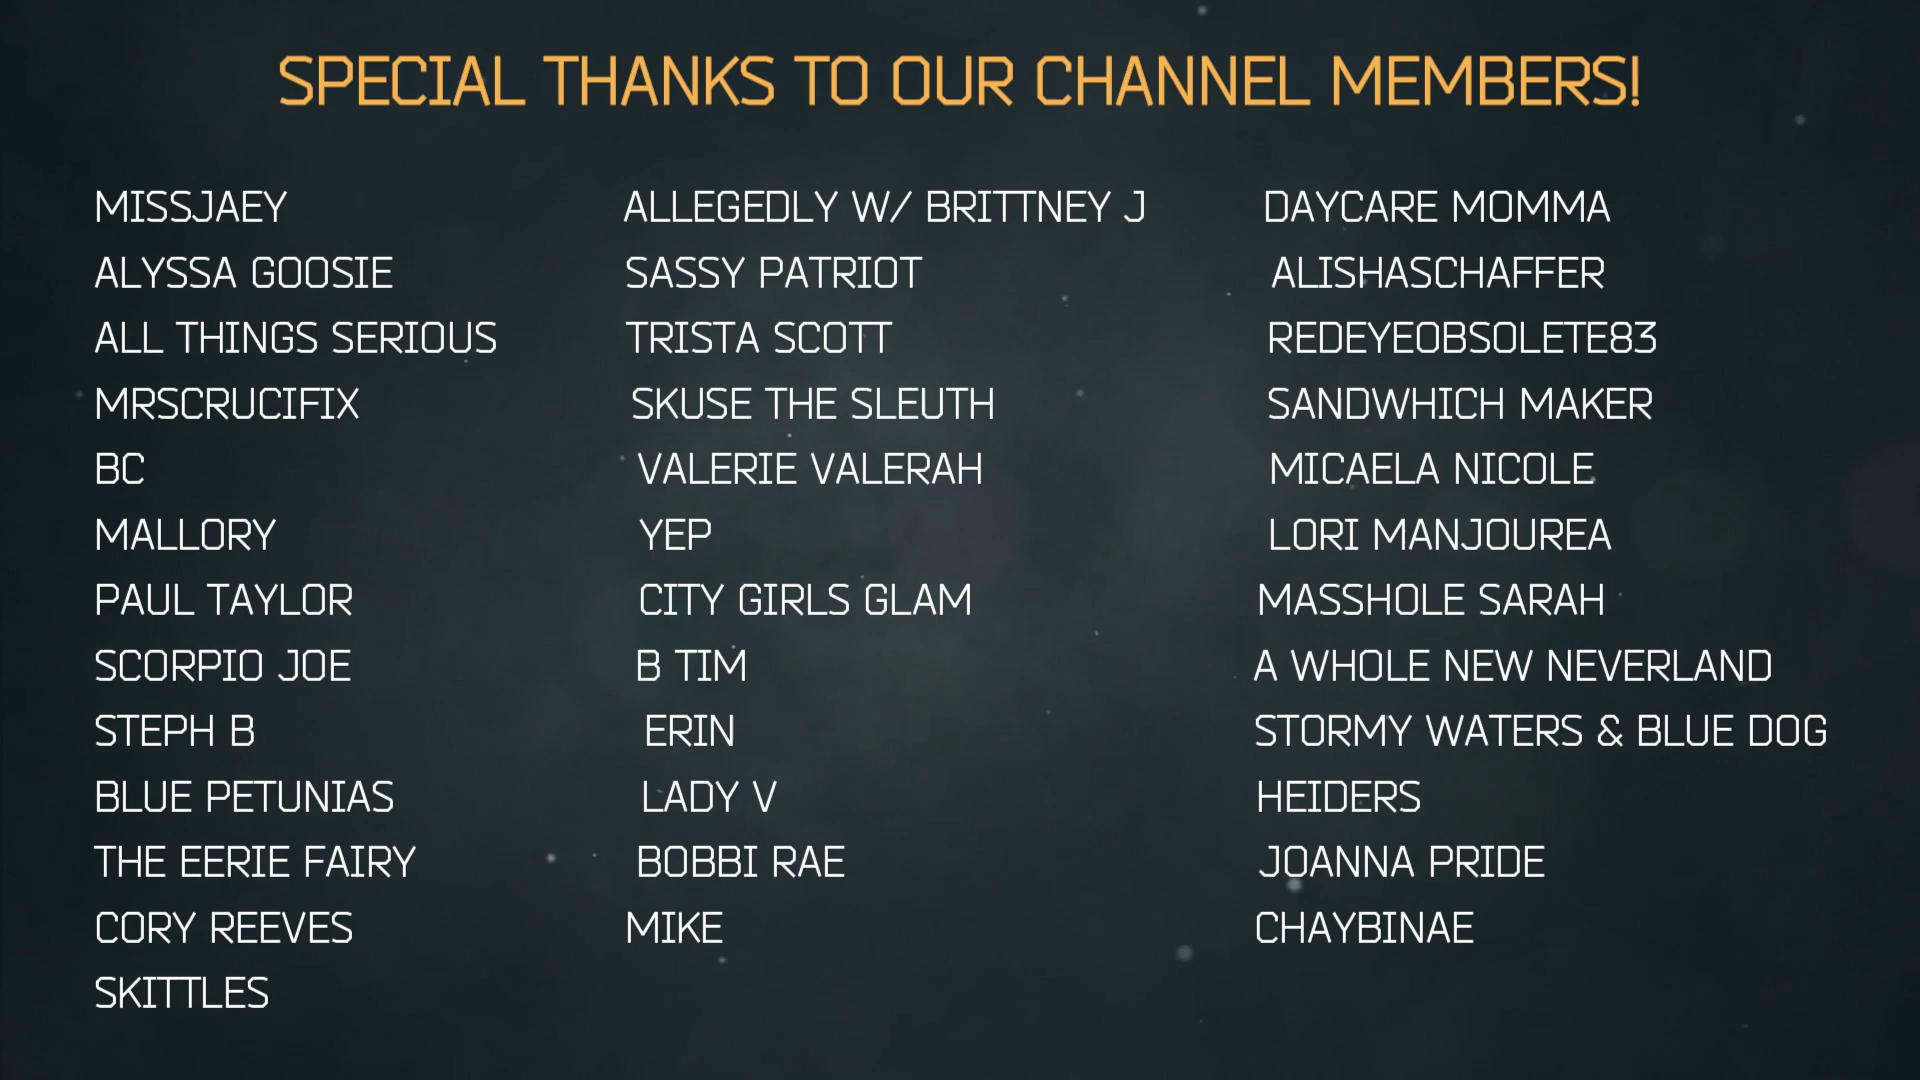 SPECIAL THANKS TO OUR CHANNEL MEMBERS!
MISSJAEY
ALYSSA GOOSIE
ALL THINGS SERIOUS
MRSCRUCIFIX
BC
MALLORY
PAUL TAYLOR
SCORPIO JOE
STEPH B
BLUE PETUNIAS
THE EERIE FAIRY
CORY REEVES
SKITTLES
ALLEGEDLY W/ BRITTNEY J
SASSY PATRIOT
TRISTA SCOTT
SKUSE THE SLEUTH
VALERIE VALERAH
YEP
CITY GIRLS GLAM
B TIM
ERIN
LADY V
BOBBI RAE
MIKE
DAYCARE MOMMA
ALISHASCHAFFER
REDEYEOBSOLETE83
SANDWHICH MAKER
MICAELA NICOLE
LORI MANJOUREA
MASSHOLE SARAH
A WHOLE NEW NEVERLAND
STORMY WATERS & BLUE DOG
HEIDERS
JOANNA PRIDE
CHAYBINAE